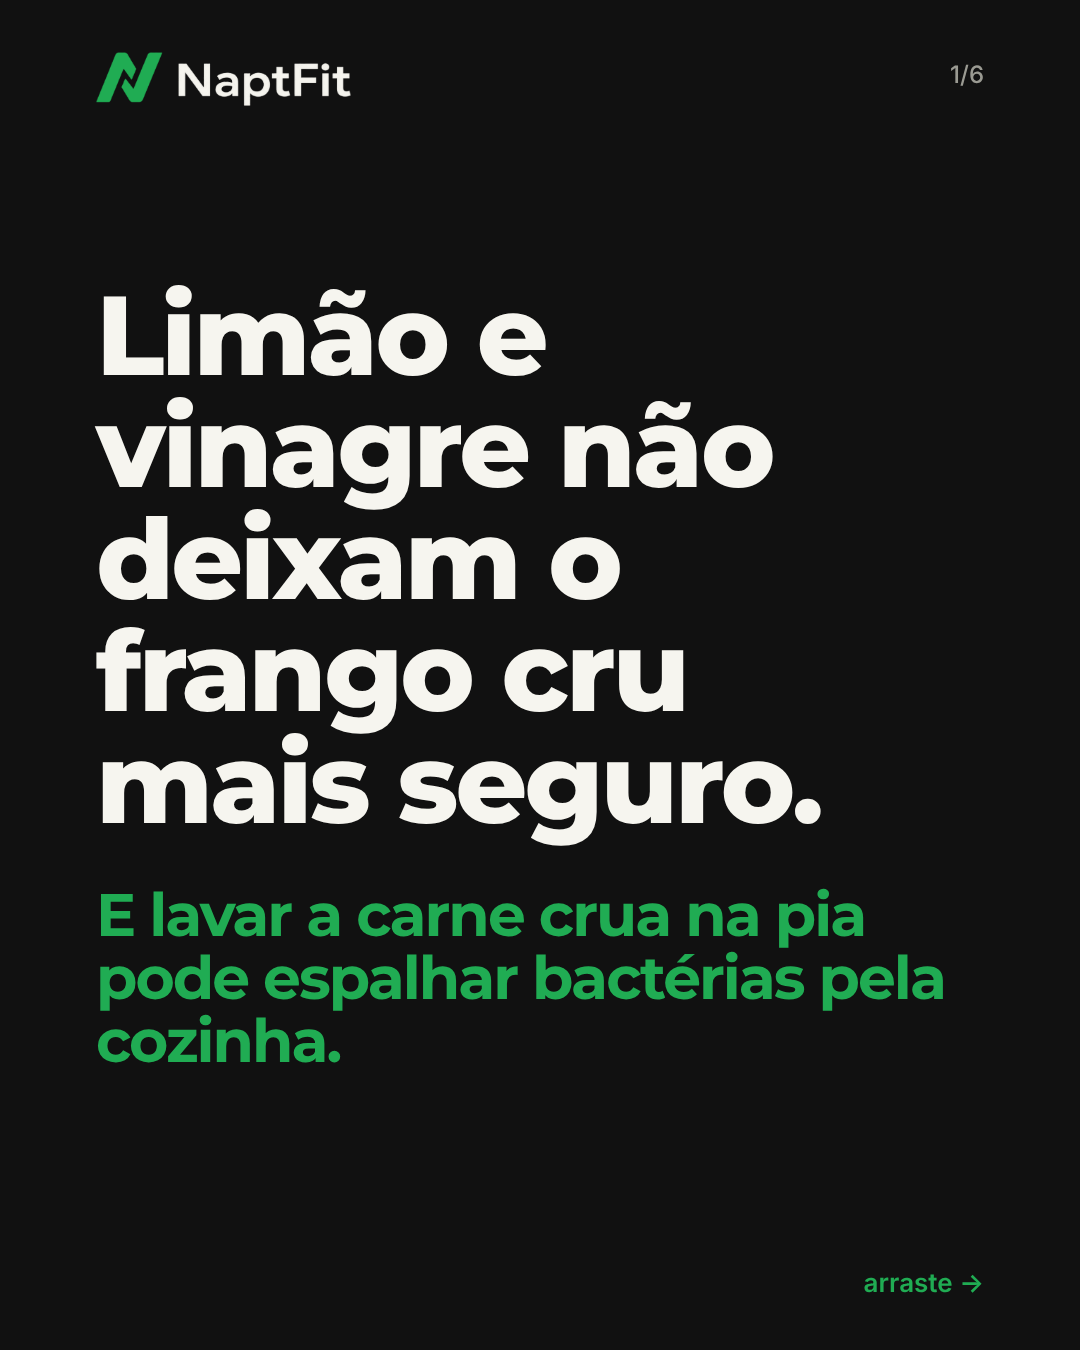 NaptFit
1/6
Limão e
vinagre não
deixam o
frango cru
mais seguro.
E lavar a carne crua na pia
pode espalhar bactérias pela
cozinha.
arraste →